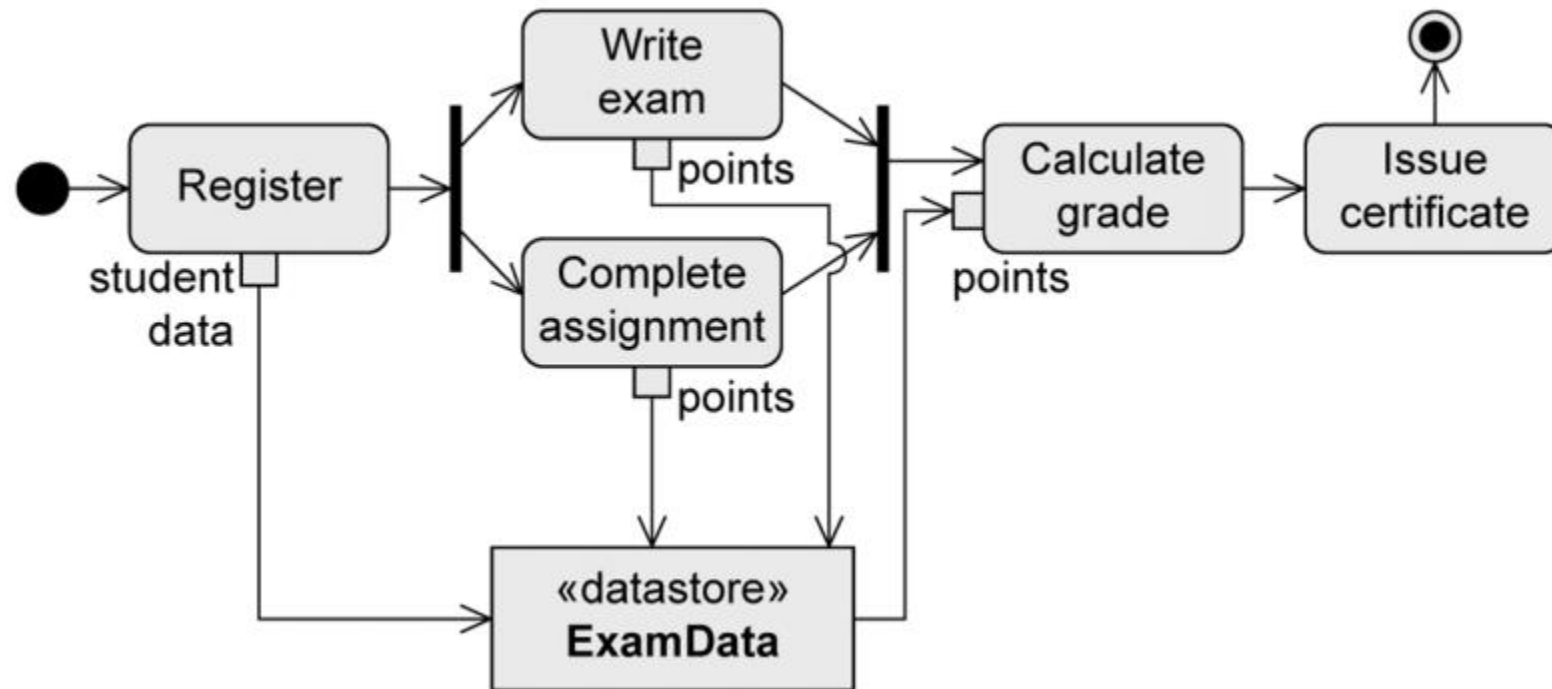 Register
student
data
Write
exam
points
Complete
assignment
points
«datastore»
ExamData
Calculate
grade
points
Issue
certificate